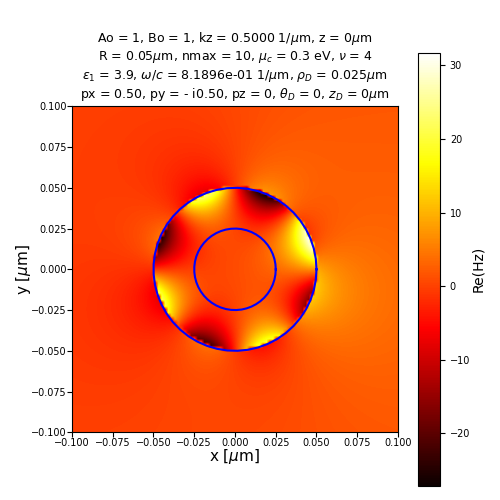 Ao = 1, Bo = 1, kz = 0.5000 1/μm, z = 0μm
R = 0.05μm, nmax = 10, μc = 0.3 eV, ν = 4
ε1 = 3.9, ω/c = 8.1896e-01 1/μm, ρD = 0.025μm
px = 0.50, py = - i0.50, pz = 0, θD = 0, zD = 0μm
0.100
0.075
0.050
0.025
0.000
−0.025
−0.050
−0.075
−0.100
y [μm]
−0.100 −0.075 −0.050 −0.025 0.000 0.025 0.050 0.075 0.100
x [μm]
30
20
10
0
−10
−20
Re(Hz)